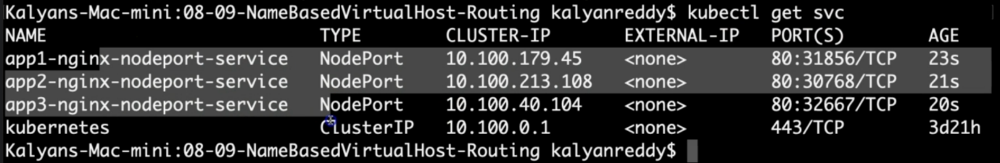 Kalyans-Mac-mini:08-09-NameBasedVirtualHost-Routing kalyanreddy$ kubectl get svc
NAME TYPE CLUSTER-IP EXTERNAL-IP PORT(S) AGE
app1-nginx-nodeport-service NodePort 10.100.179.45 <none> 80:31856/TCP 23s
app2-nginx-nodeport-service NodePort 10.100.213.108 <none> 80:30768/TCP 21s
app3-nginx-nodeport-service NodePort 10.100.40.104 <none> 80:32667/TCP 20s
kubernetes ClusterIP 10.100.0.1 <none> 443/TCP 3d21h
Kalyans-Mac-mini:08-09-NameBasedVirtualHost-Routing kalyanreddy$